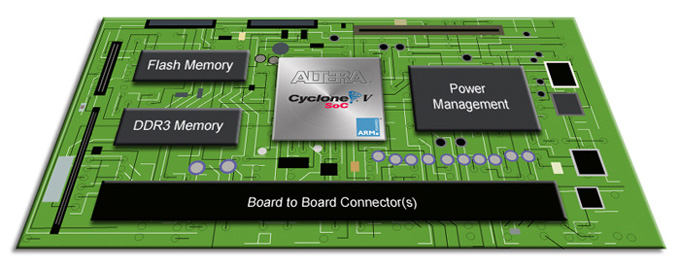 Flash Memory
ALTERA
Cyclone V
SoC
ARM
Power
Management
DDR3 Memory
Board to Board Connector(s)